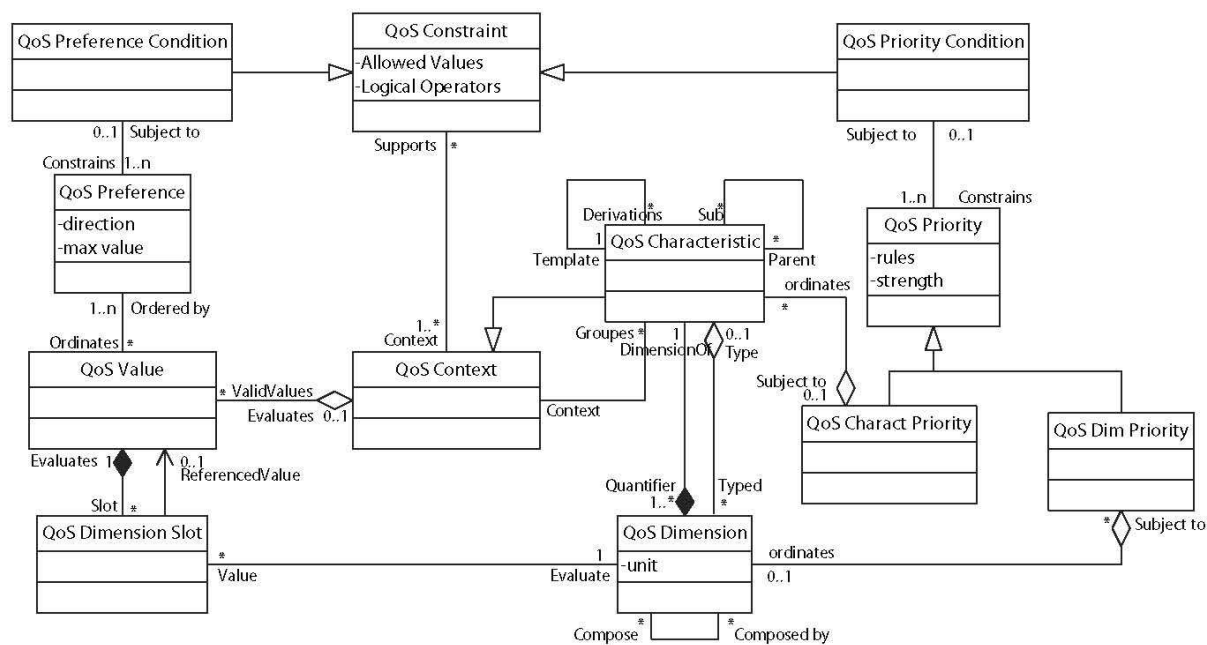 QoS Preference Condition
QoS Constraint
-Allowed Values
-Logical Operators
QoS Priority Condition
0..1 Subject to
Supports *
Subject to 0..1
Constrains 1..n
QoS Preference
-direction
-max value
1..n Constrains
QoS Priority
-rules
-strength
Derivations *
Sub *
QoS Characteristic
1
Template
*
Parent
ordinates
*
1..n Ordered by
Ordinates *
1..*
Context
Groupes *
1
DimensionOf
0..1
Type
QoS Value
QoS Context
* ValidValues
Evaluates 0..1
Context
Subject to
0..1
QoS Charact Priority
QoS Dim Priority
Evaluates 1
0..1
ReferencedValue
Slot *
Quantifier
1..*
Typed
*
QoS Dimension Slot
QoS Dimension
-unit
* Subject to
*
Value
1
Evaluate
ordinates
0..1
*
Compose
*
Composed by